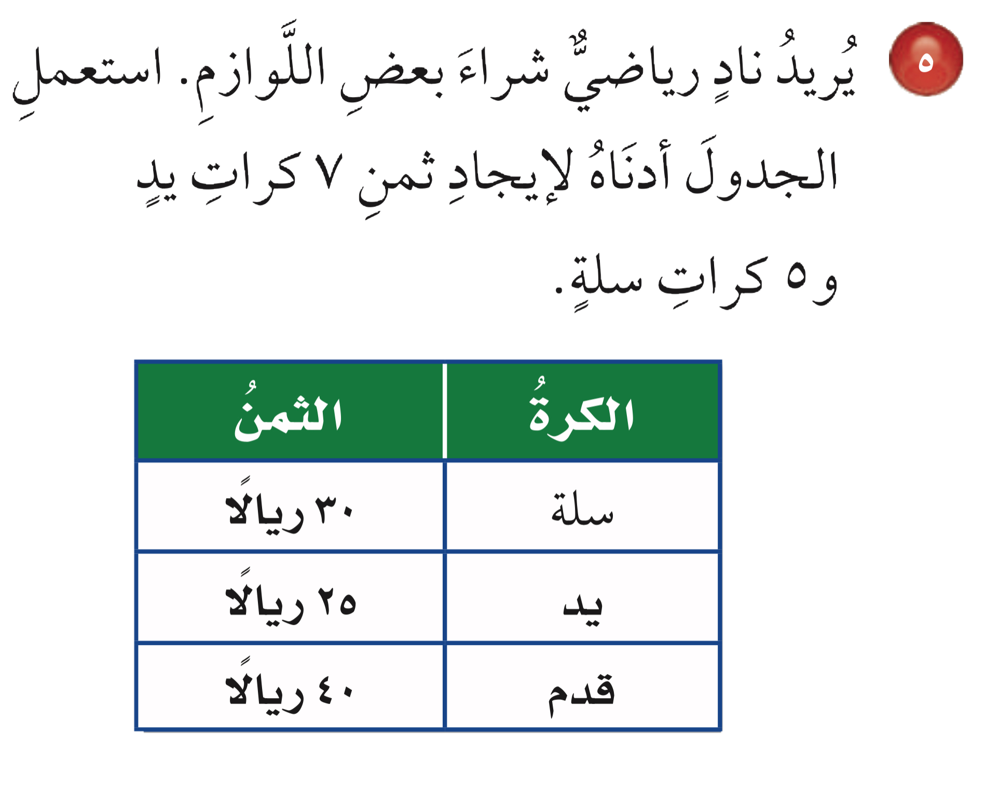 ٥ يُريدُ نادٍ رياضيٌّ شراءَ بعضِ اللَّوازمِ. استعملِ
الجدولَ أدنَاهُ لإيجادِ ثمنِ ٧ كراتِ يدٍ
و ٥ كراتِ سلةٍ.
الكرةُ الثمنُ
سلة ٣٠ ريالًا
يد ٢٥ ريالًا
قدم ٤٠ ريالًا